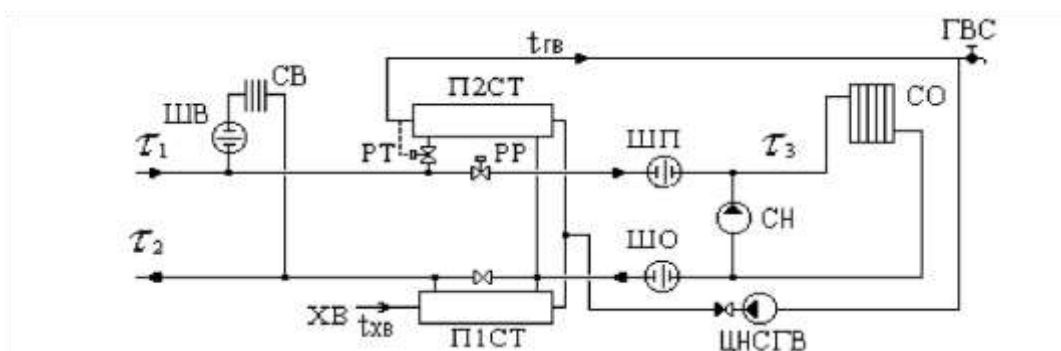 ГВС
tГВ
СВ
П2СТ
СО
ШВ
τ1
РТ
РР
ШП
τ3
СН
τ2
ШО
ХВ
tХВ
П1СТ
ЦНСГВ